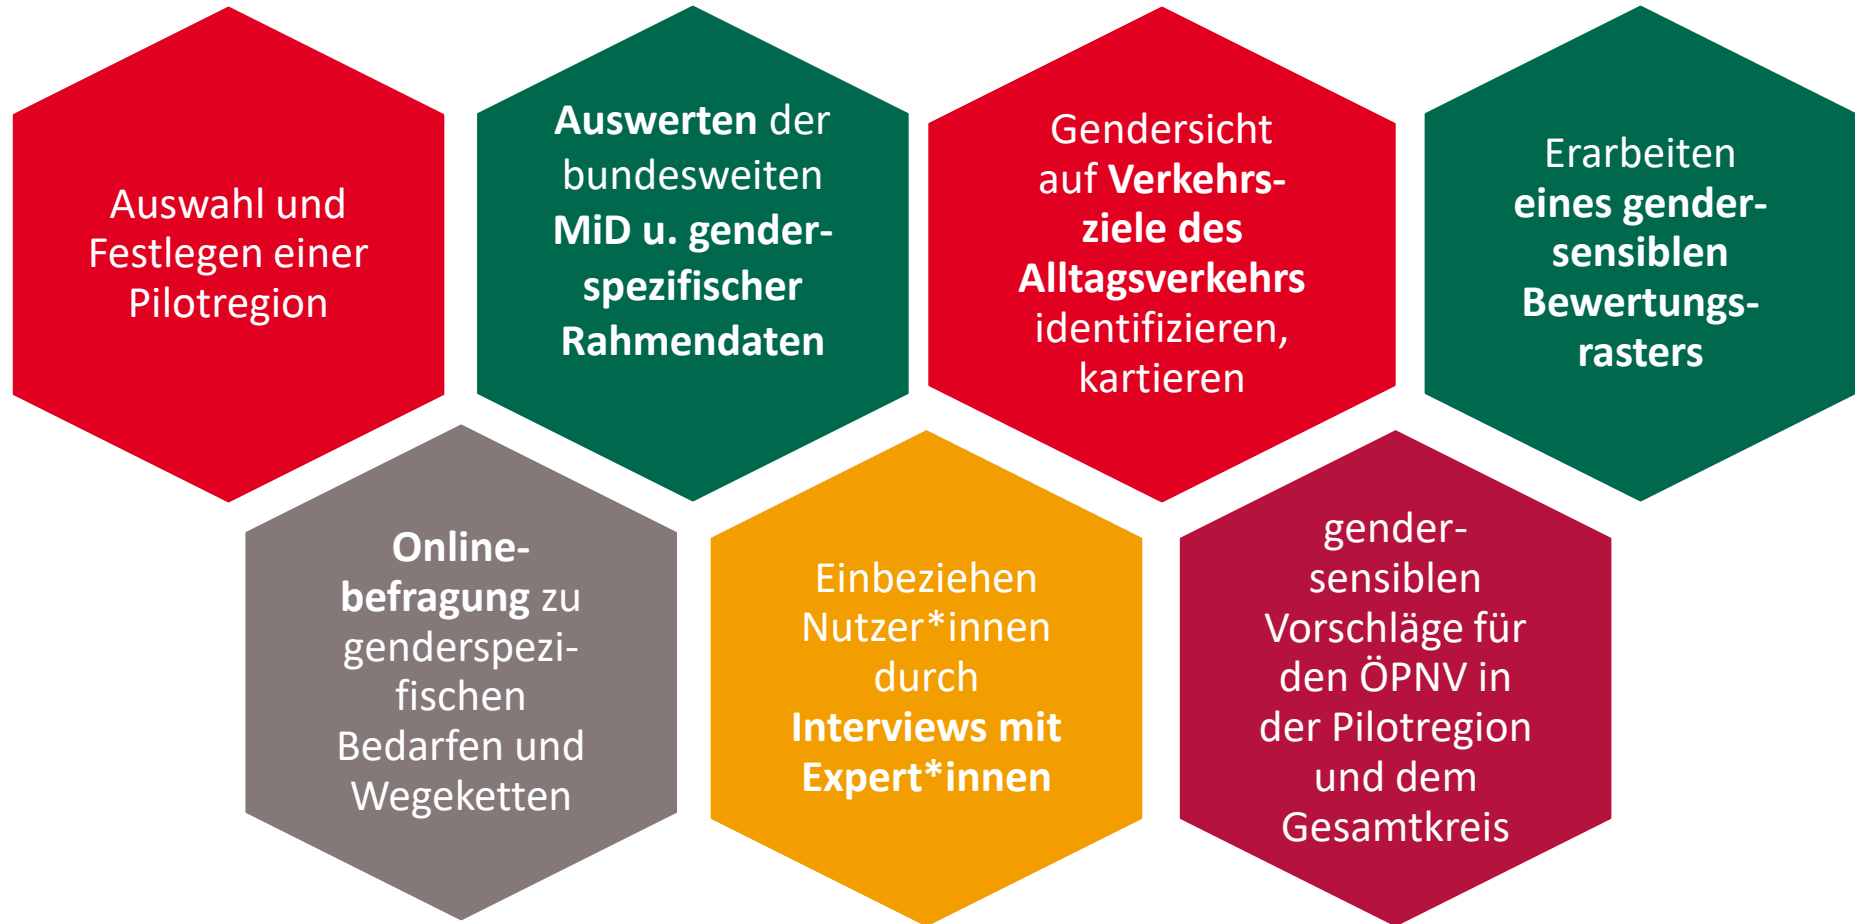 Auswahl und
Festlegen einer
Pilotregion
Auswerten der
bundesweiten
MiD u. gender-
spezifischer
Rahmendaten
Gendersicht
auf Verkehrs-
ziele des
Alltagsverkehrs
identifizieren,
kartieren
Erarbeiten
eines gender-
sensiblen
Bewertungs-
rasters
Online-
befragung zu
genderspezi-
fischen
Bedarfen und
Wegeketten
Einbeziehen
Nutzer*innen
durch
Interviews mit
Expert*innen
gender-
sensiblen
Vorschläge für
den ÖPNV in
der Pilotregion
und dem
Gesamtkreis